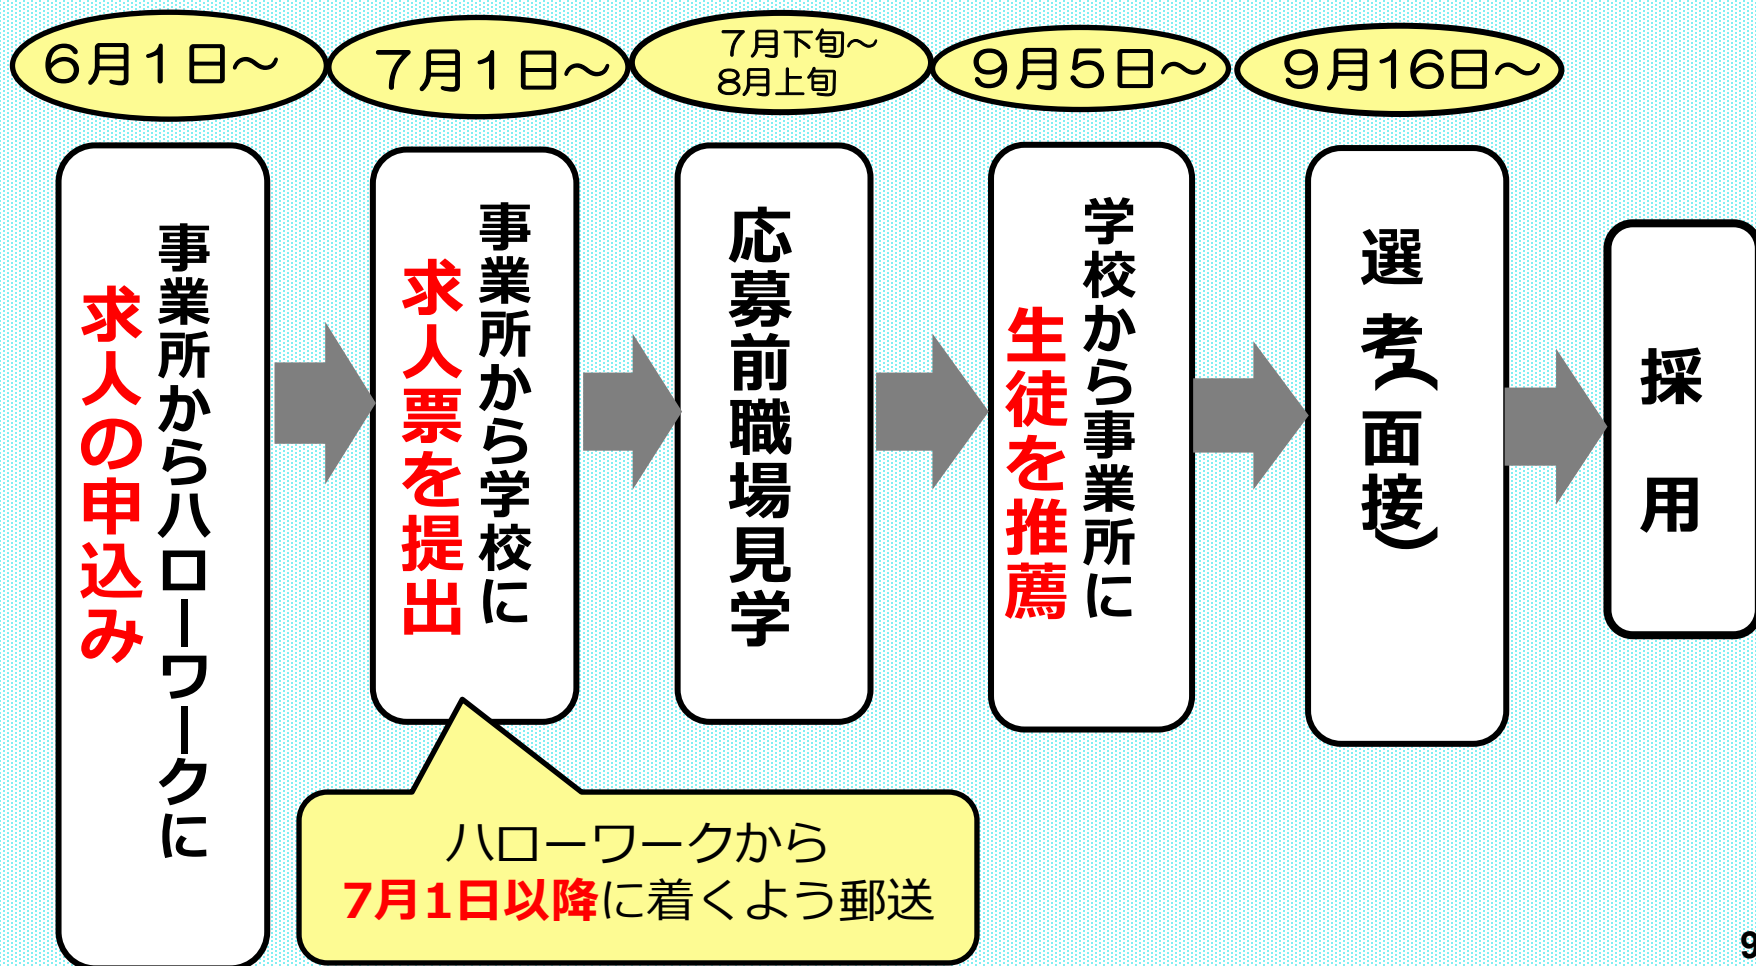 6月1日~
7月1日~
7月下旬~
8月上旬
9月5日~
9月16日~
事業所からハローワークに
求人の申込み
事業所から学校に
求人票を提出
応募前職場見学
学校から事業所に
生徒を推薦
選考(面接)
採用
ハローワークから
7月1日以降に着くよう郵送
9